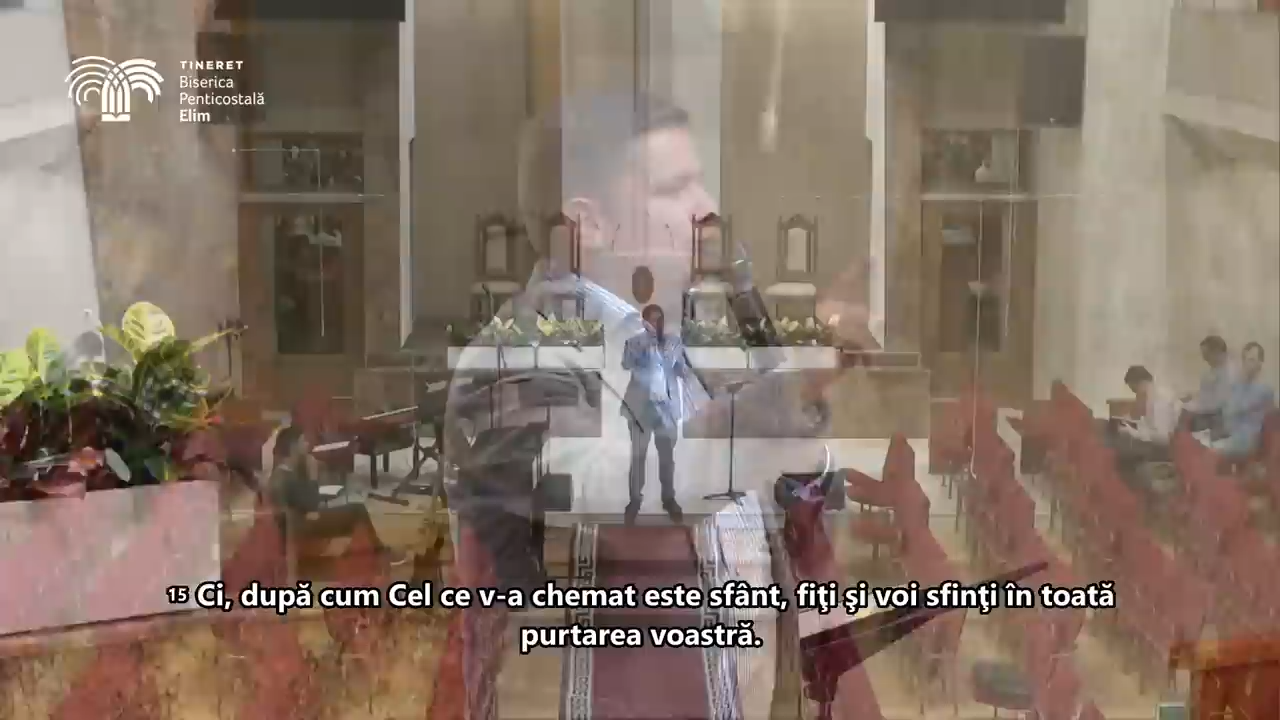 TINERET
Biserica
Penticostală
Elim
15 Ci, după cum Cel ce v-a chemat este sfânt, fiţi şi voi sfinţi în toată
purtarea voastră.